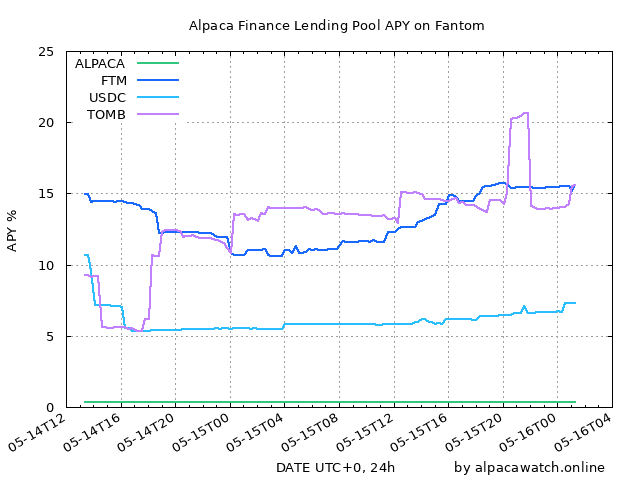 Alpaca Finance Lending Pool APY on Fantom
25
20
15
10
5
0
APY %
ALPACA
FTM
USDC
TOMB
05-14T12
05-14T16
05-14T20
05-15T00
05-15T04
05-15T08
05-15T12
05-15T16
05-15T20
05-16T00
05-16T04
DATE UTC+0, 24h
by alpacawatch.online